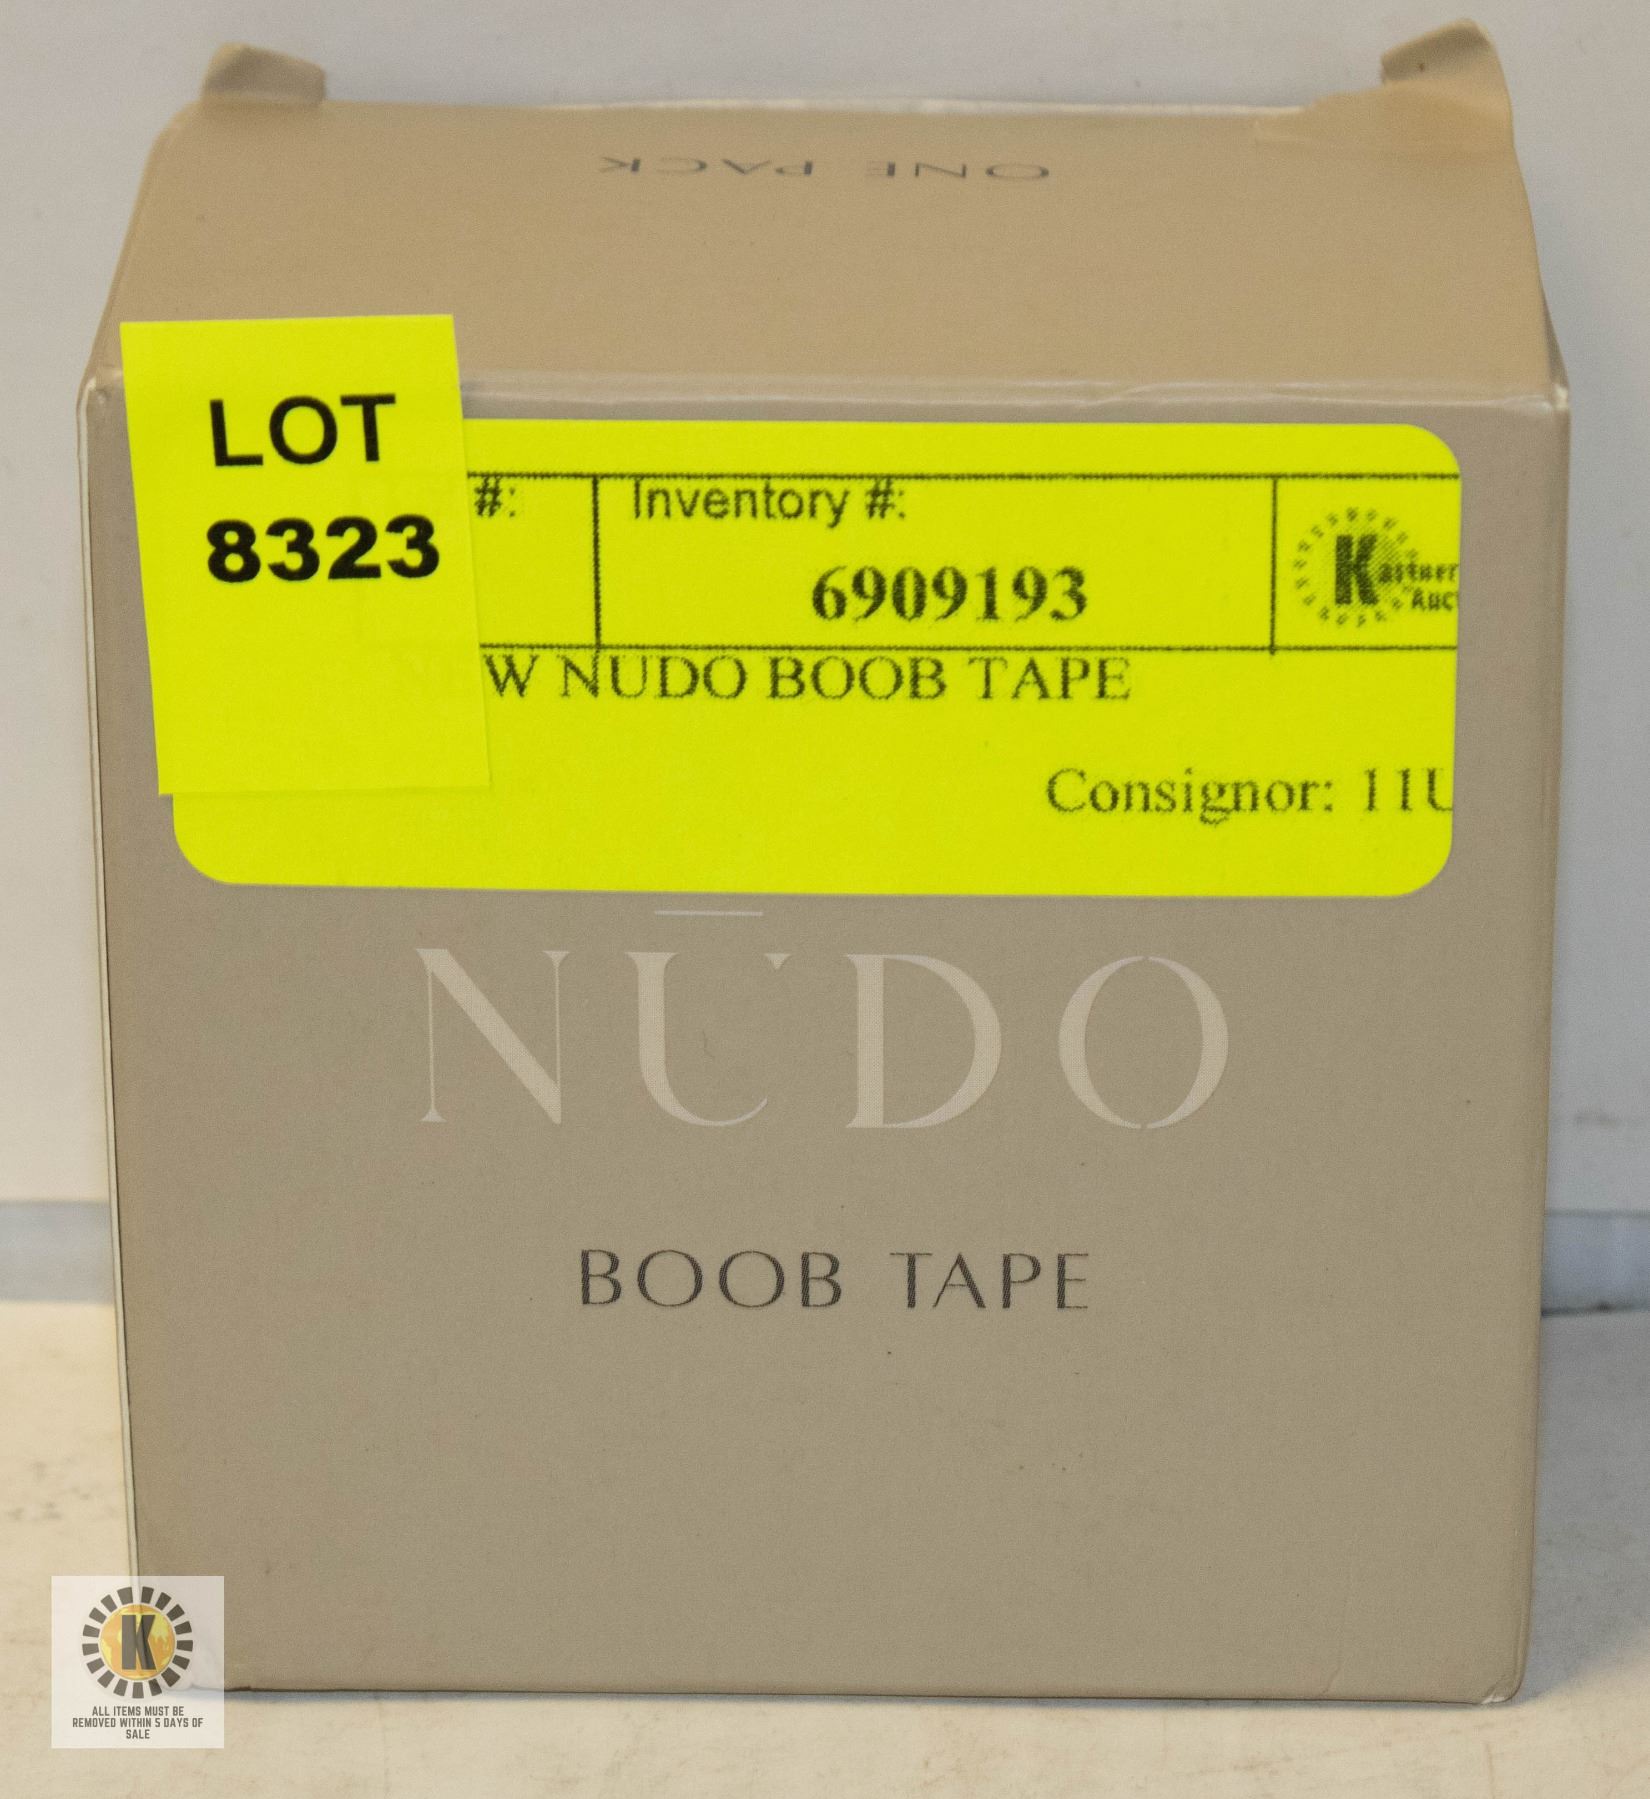 ONE PACK
LOT
8323
#:
Inventory #:
6909193
K
W NUDO BOOB TAPE
Consignor: 11
NŪDO
BOOB TAPE
K
ALL ITEMS MUST BE
REMOVED WITHIN 5 DAYS OF
SALE